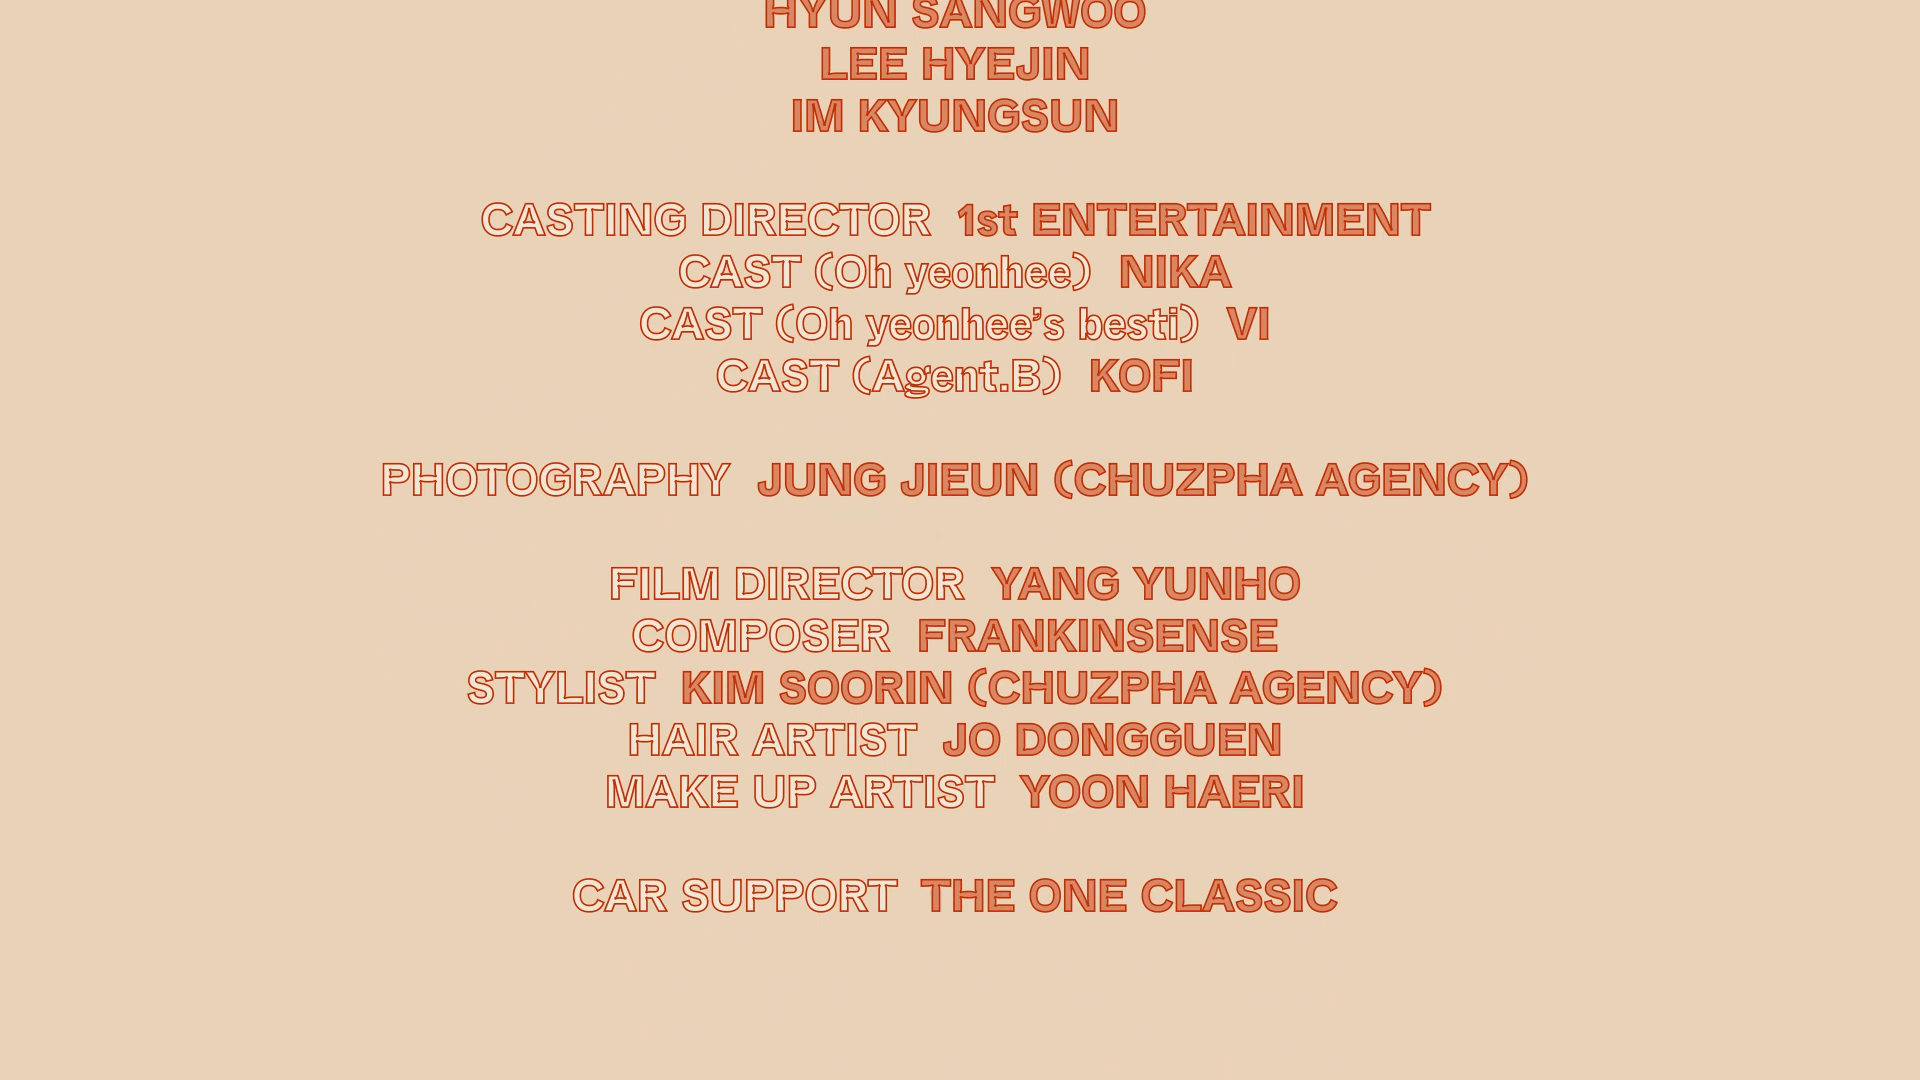 HYUN SANGWOO
LEE HYEJIN
IM KYUNGSUN
CASTING DIRECTOR 1st ENTERTAINMENT
CAST (Oh yeonhee) NIKA
CAST (Oh yeonhee’s besti) VI
CAST (Agent.B) KOFI
PHOTOGRAPHY JUNG JIEUN (CHUZPHA AGENCY)
FILM DIRECTOR YANG YUNHO
COMPOSER FRANKINSENSE
STYLIST KIM SOORIN (CHUZPHA AGENCY)
HAIR ARTIST JO DONGGUEN
MAKE UP ARTIST YOON HAERI
CAR SUPPORT THE ONE CLASSIC